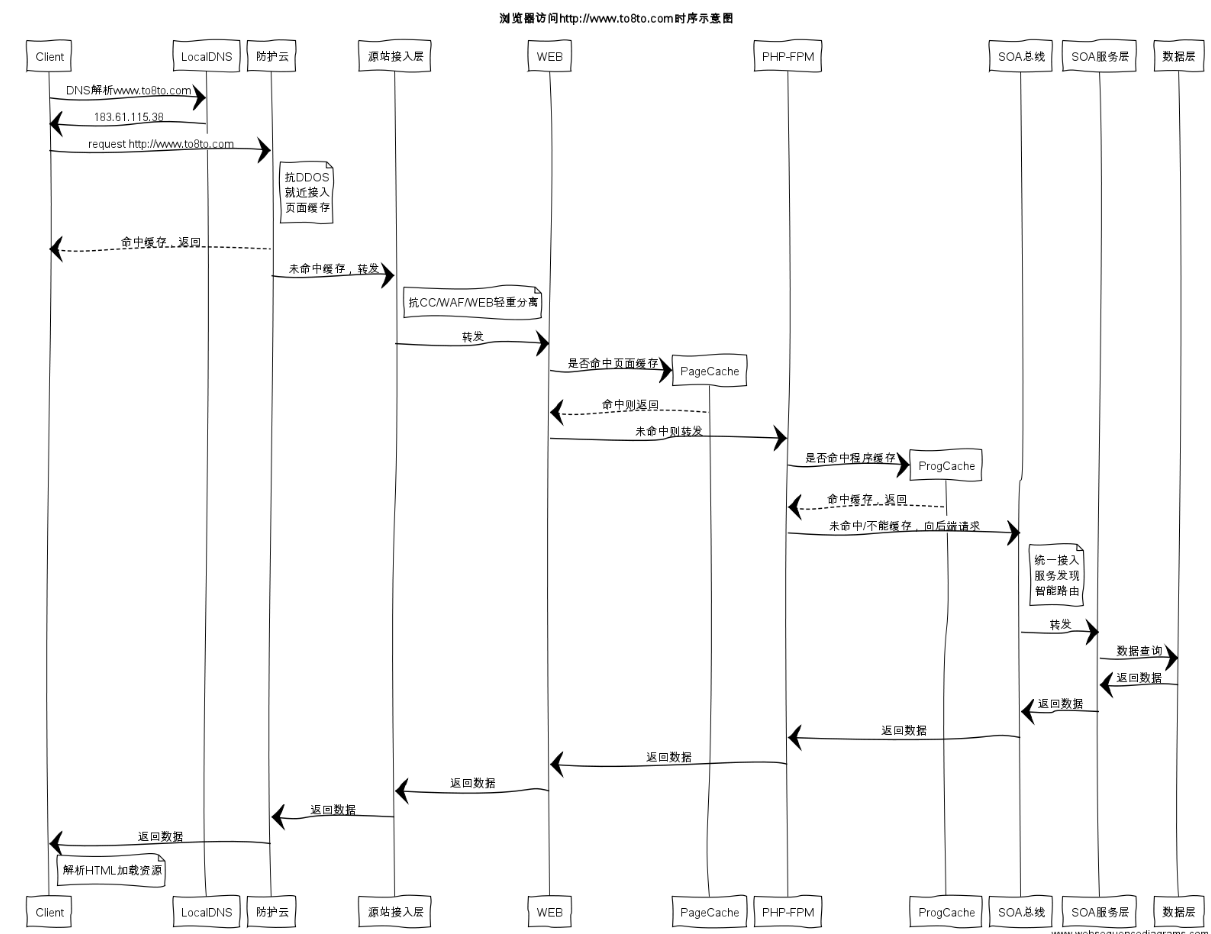 浏览器访问http://www.to8to.com时序示意图
Client
LocalDNS
防护云
源站接入层
WEB
PHP-FPM
SOA总线
SOA服务层
数据层
DNS解析www.to8to.com
183.61.115.38
request http://www.to8to.com
抗DDOS
就近接入
页面缓存
命中缓存，返回
未命中缓存，转发
抗CC/WAF/WEB轻重分离
转发
是否命中页面缓存
PageCache
命中则返回
未命中则转发
是否命中程序缓存
ProgCache
命中缓存，返回
未命中/不能缓存，向后端请求
统一接入
服务发现
智能路由
转发
数据查询
返回数据
返回数据
返回数据
返回数据
返回数据
返回数据
返回数据
解析HTML加载资源
Client
LocalDNS
防护云
源站接入层
WEB
PageCache
PHP-FPM
ProgCache
SOA总线
SOA服务层
数据层
www.websequencediagrams.com